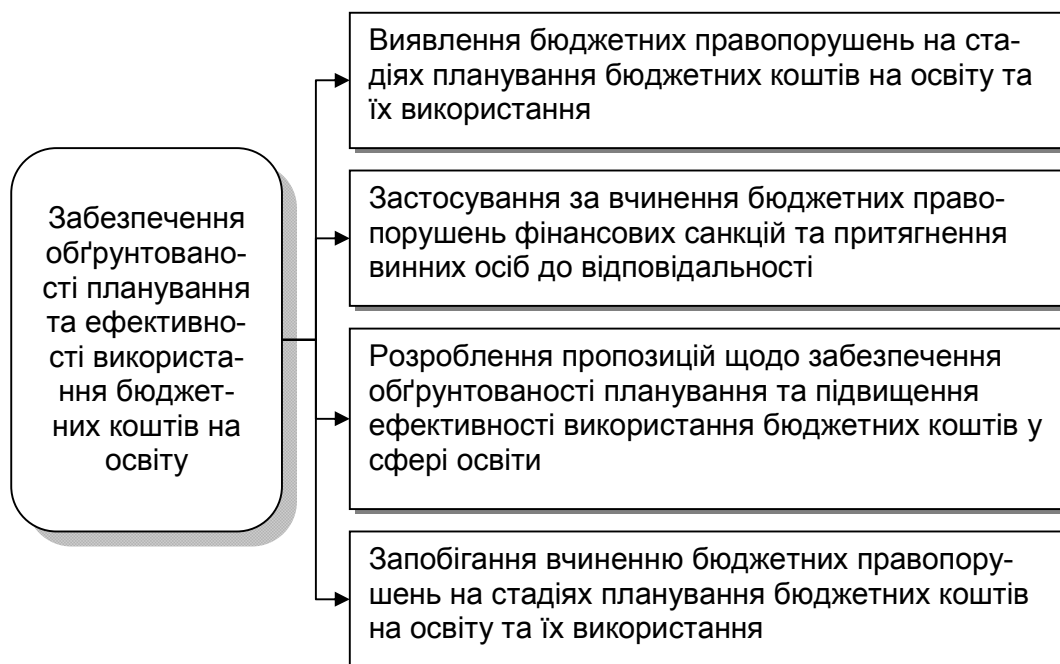 Забезпечення
обґрунтовано-
сті планування
та ефективно-
сті використа-
ння бюджет-
них коштів на
освіту
Виявлення бюджетних правопорушень на ста-
діях планування бюджетних коштів на освіту та
їх використання
Застосування за вчинення бюджетних право-
порушень фінансових санкцій та притягнення
винних осіб до відповідальності
Розроблення пропозицій щодо забезпечення
обґрунтованості планування та підвищення
ефективності використання бюджетних коштів у
сфері освіти
Запобігання вчиненню бюджетних правопору-
шень на стадіях планування бюджетних коштів
на освіту та їх використання